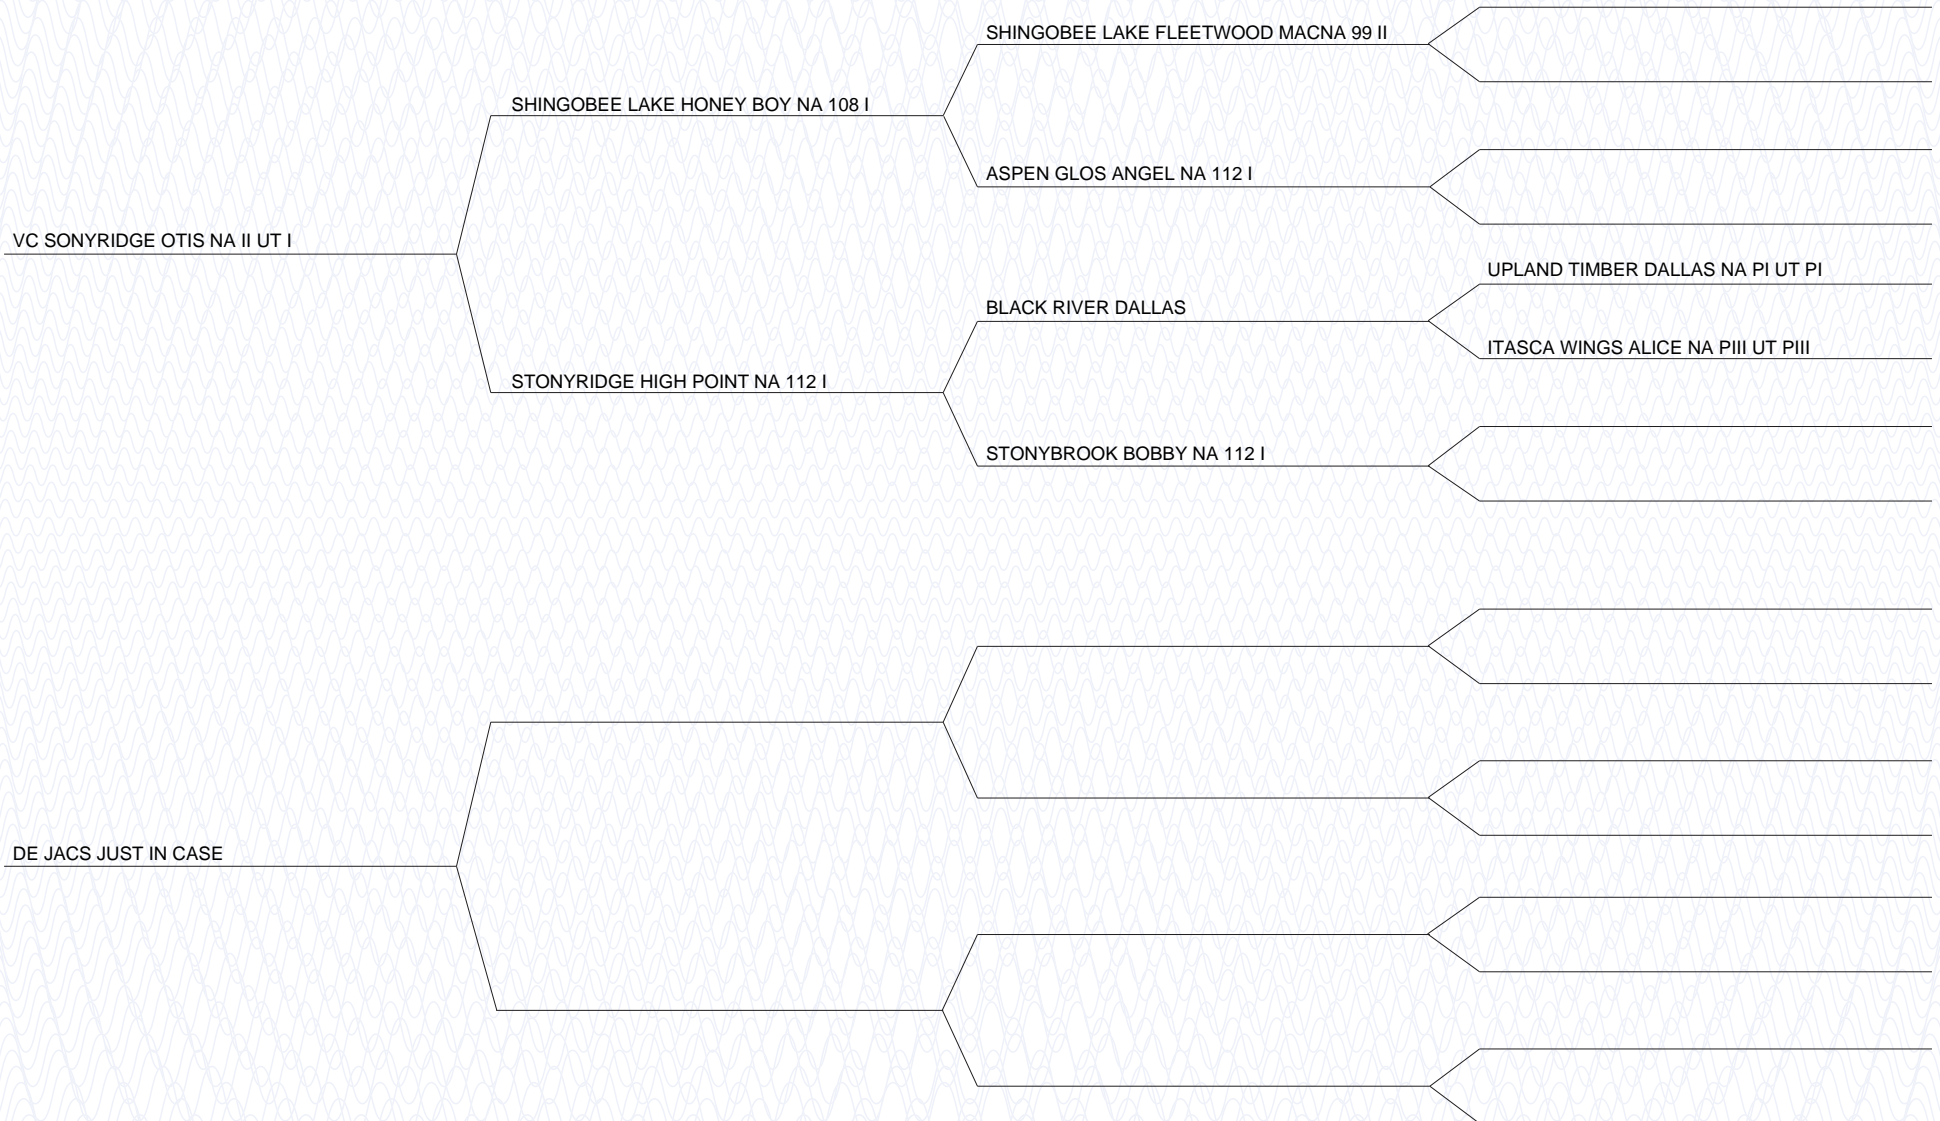 SHINGOBEE LAKE FLEETWOOD MACNA 99 II
SHINGOBEE LAKE HONEY BOY NA 108 I
ASPEN GLOS ANGEL NA 112 I
VC SONYRIDGE OTIS NA II UT I
UPLAND TIMBER DALLAS NA PI UT PI
BLACK RIVER DALLAS
ITASCA WINGS ALICE NA PIII UT PIII
STONYRIDGE HIGH POINT NA 112 I
STONYBROOK BOBBY NA 112 I
DE JACS JUST IN CASE